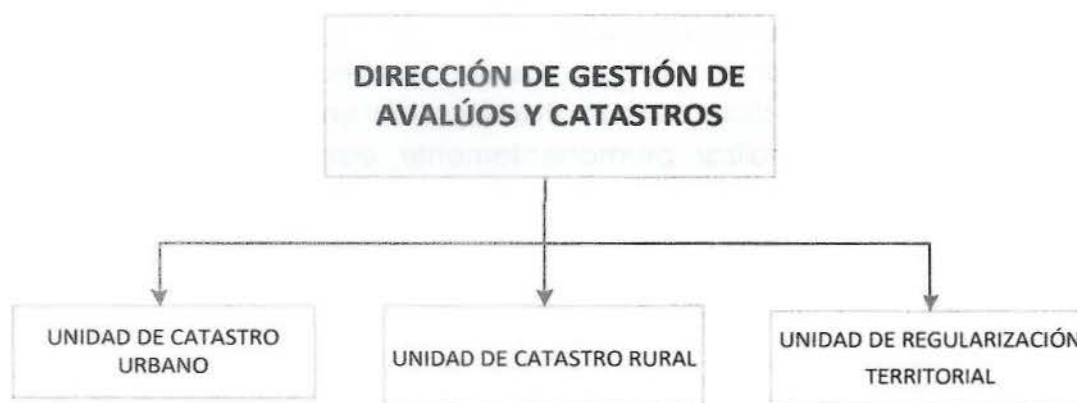 DIRECCIÓN DE GESTIÓN DE
AVALÚOS Y CATASTROS
UNIDAD DE CATASTRO
URBANO
UNIDAD DE CATASTRO RURAL
UNIDAD DE REGULARIZACIÓN
TERRITORIAL